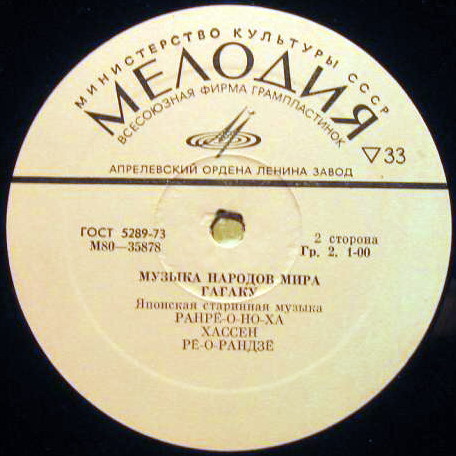 МИНИСТЕРСТВО КУЛЬТУРЫ СССР
МЕЛОДИЯ
ВСЕСОЮЗНАЯ ФИРМА ГРАМПЛАСТИНОК
▽33
АПРЕЛЕВСКИЙ ОРДЕНА ЛЕНИНА ЗАВОД
ГОСТ 5289-73
М80—35878
2 сторона
Гр. 2. 1-00
МУЗЫКА НАРОДОВ МИРА
ГАГАКУ
Японская старинная музыка
РАНРЁ-О-НО-ХА
ХАССЕН
РЁ-О-РАНДЗЁ